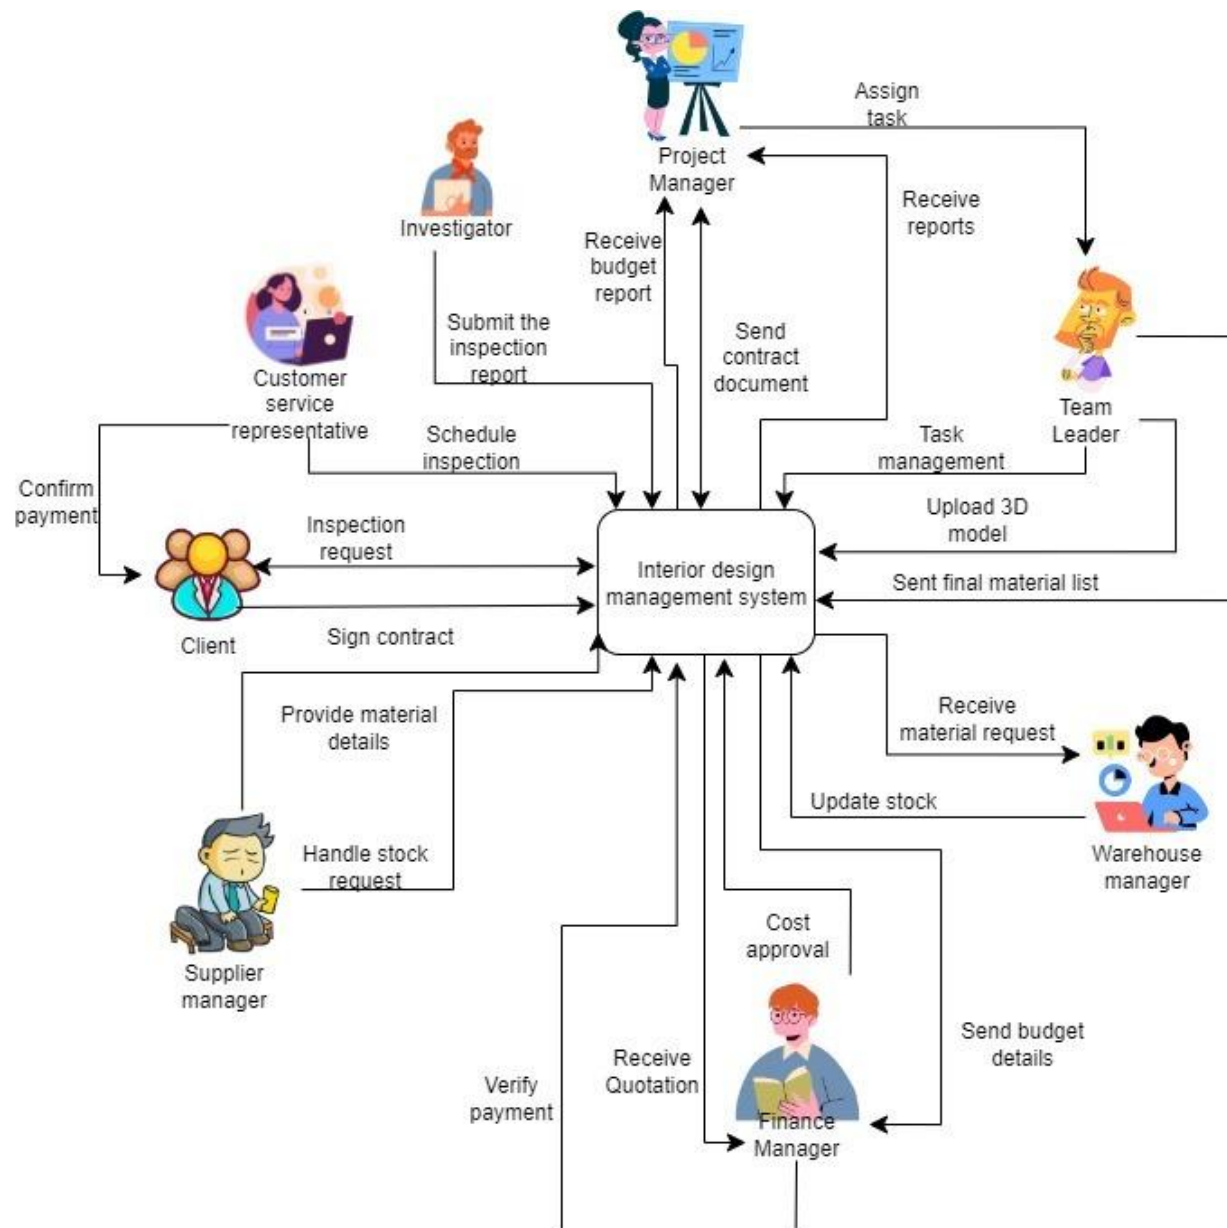 Assign
task
Project
Manager
Receive
reports
Investigator
Receive
budget
report
Submit the
inspection
report
Send
contract
document
Customer
service
representative
Team
Leader
Schedule
inspection
Task
management
Confirm
payment
Upload 3D
model
Inspection
request
Interior design
management system
Sent final material list
Client
Sign contract
Provide material
details
Receive
material request
Update stock
Handle stock
request
Warehouse
manager
Cost
approval
Supplier
manager
Send budget
details
Receive
Quotation
Verify
payment
Finance
Manager